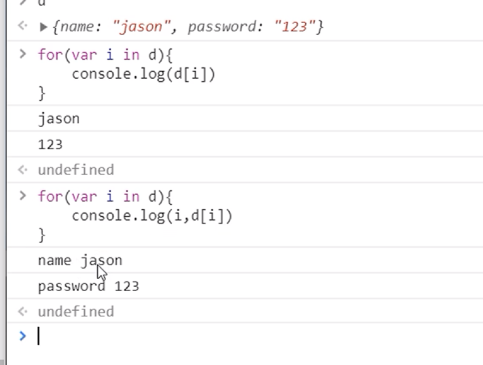 d
{name: "jason", password: "123"}
for(var i in d){
    console.log(d[i])
}
jason
123
undefined
for(var i in d){
    console.log(i,d[i])
}
name jason
password 123
undefined